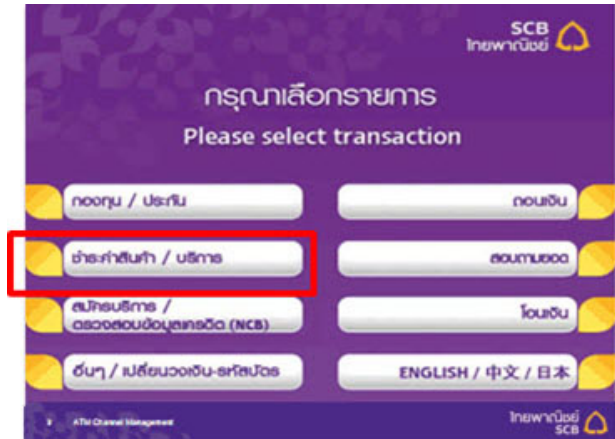 SCB
ไทยพาณิชย์
กรุณาเลือกรายการ
Please select transaction
กองทุน / ประกัน
ถอนเงิน
ชำระค่าสินค้า / บริการ
สอบถามยอด
สมัครบริการ /
ตรวจสอบข้อมูลเครดิต (NCB)
โอนเงิน
อื่นๆ / เปลี่ยนวงเงิน-รหัสบัตร
ENGLISH / 中文 / 日本
ATM Channel Management
ไทยพาณิชย์
SCB